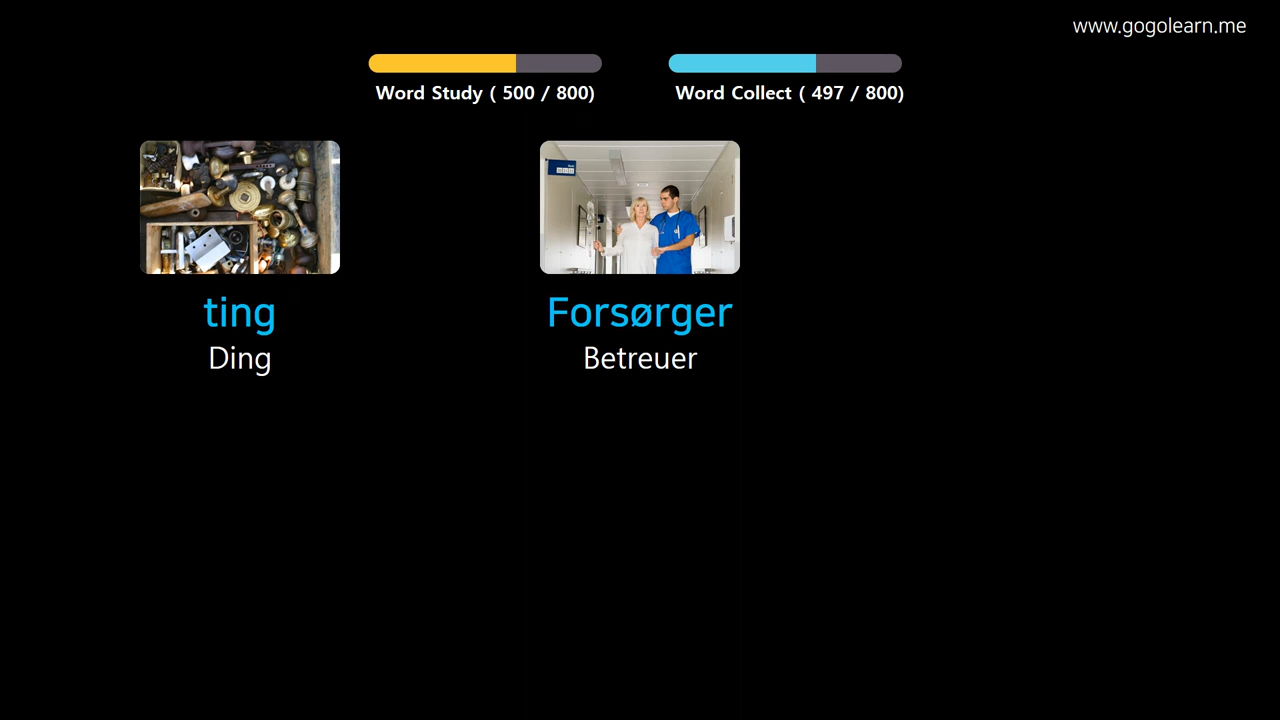 www.gogolearn.me
Word Study ( 500 / 800)
Word Collect ( 497 / 800)
ting
Ding
Forsørger
Betreuer